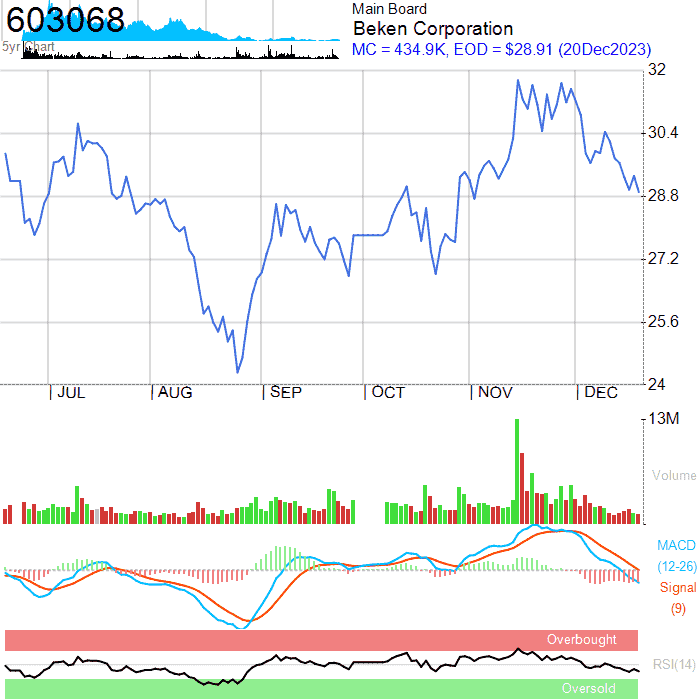 603068
5yr Chart
Main Board
Beken Corporation
MC = 434.9K, EOD = $28.91 (20Dec2023)
32
30.4
28.8
27.2
25.6
24
JUL
AUG
SEP
OCT
NOV
DEC
13M
Volume
MACD
(12-26)
Signal
(9)
Overbought
RSI(14)
Oversold